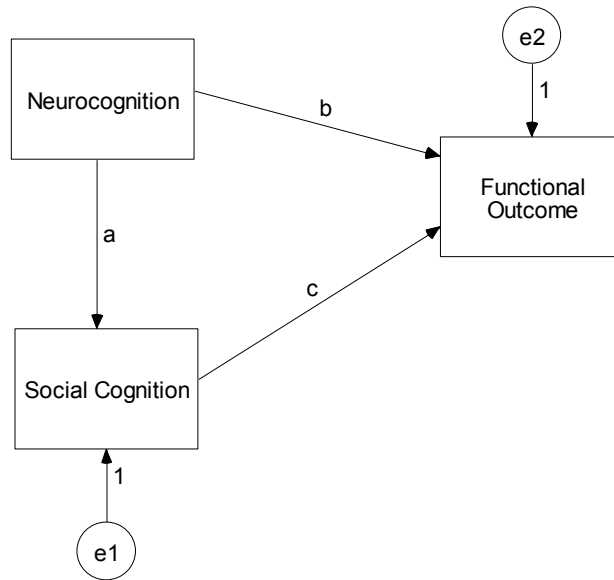 e2
Neurocognition
1
b
Functional
Outcome
a
c
Social Cognition
1
e1